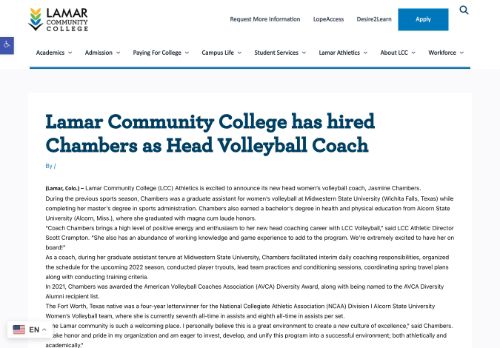 LAMAR
COMMUNITY
COLLEGE
Request More Information LopeAccess Desire2Learn Apply
Academics Admission Paying For College Campus Life Student Services Lamar Athletics About LCC Workforce
Lamar Community College has hired
Chambers as Head Volleyball Coach
By /
(Lamar, Colo.) – Lamar Community College (LCC) Athletics is excited to announce its new head women's volleyball coach, Jasmine Chambers.
During the previous sports season, Chambers was a graduate assistant for women's volleyball at Midwestern State University (Wichita Falls, Texas) while
completing her master's degree in sports administration. Chambers also earned a bachelor's degree in health and physical education from Alcorn State
University (Alcorn, Miss.), where she graduated with magna cum laude honors.
"Coach Chambers brings a high level of positive energy and enthusiasm to her new head coaching career with LCC Volleyball," said LCC Athletic Director
Scott Crampton. "She also has an abundance of working knowledge and game experience to add to the program. We're extremely excited to have her on
board!"
As a coach, during her graduate assistant tenure at Midwestern State University, Chambers facilitated interim daily coaching responsibilities, organized
the schedule for the upcoming 2022 season, conducted player tryouts, lead team practices and conditioning sessions, coordinating spring travel plans
along with conducting training criteria.
In 2021, Chambers was awarded the American Volleyball Coaches Association (AVCA) Diversity Award, along with being named to the AVCA Diversity
Alumni recipient list.
The Fort Worth, Texas native was a four-year letterwinner for the National Collegiate Athletic Association (NCAA) Division I Alcorn State University
Women's Volleyball team, where she is currently seventh all-time in assists and eighth all-time in assists per set.
Lamar community is such a welcoming place. I personally believe this is a great environment to create a new culture of excellence," said Chambers.
honor and pride in my organization and am eager to invest, develop, and unify this program into a successful environment; both athletically and
academically."
EN